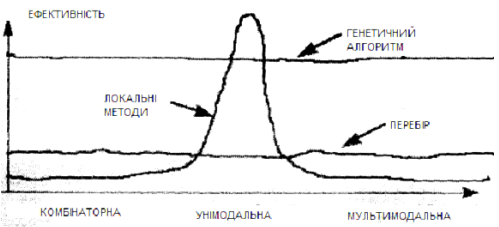 ЕФЕКТИВНІСТЬ
ГЕНЕТИЧНИЙ
АЛГОРИТМ
ЛОКАЛЬНІ
МЕТОДИ
ПЕРЕБІР
КОМБІНАТОРНА УНІМОДАЛЬНА МУЛЬТИМОДАЛЬНА